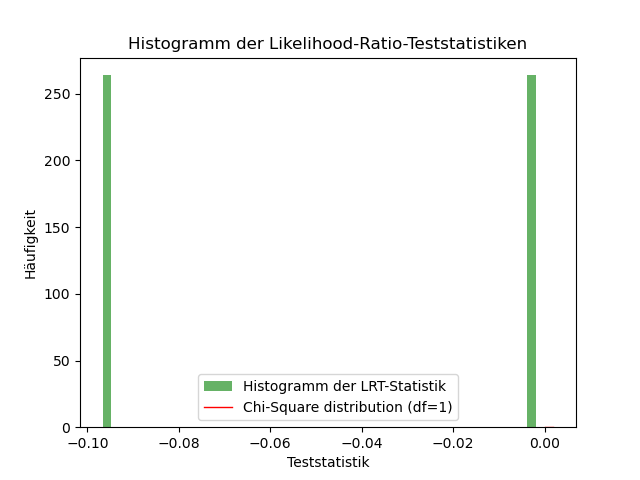 Histogramm der Likelihood-Ratio-Teststatistiken
Häufigkeit
250
200
150
100
50
0
Histogramm der LRT-Statistik
Chi-Square distribution (df=1)
−0.10 −0.08 −0.06 −0.04 −0.02 0.00
Teststatistik